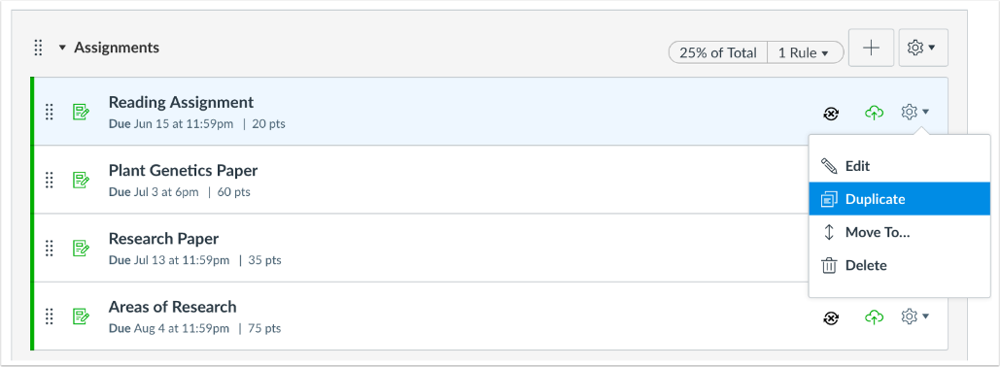 Assignments
25% of Total 1 Rule
Reading Assignment
Due Jun 15 at 11:59pm | 20 pts
Edit
Plant Genetics Paper
Due Jul 3 at 6pm | 60 pts
Duplicate
Move To...
Research Paper
Due Jul 13 at 11:59pm | 35 pts
Delete
Areas of Research
Due Aug 4 at 11:59pm | 75 pts